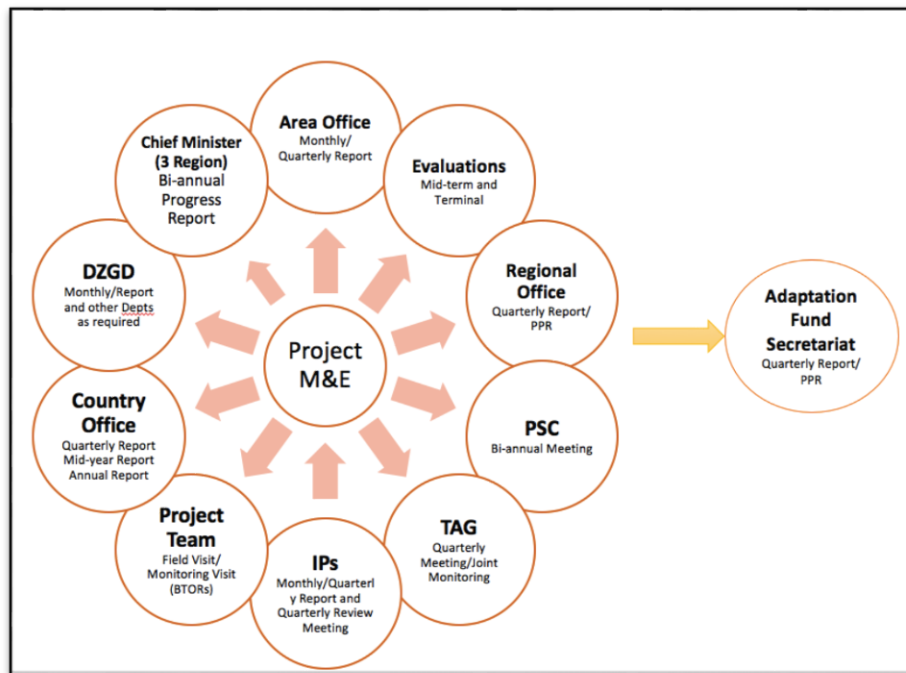 Area Office
Monthly/
Quarterly Report
Evaluations
Mid-term and
Terminal
Regional
Office
Quarterly Report/
PPR
PSC
Bi-annual Meeting
TAG
Quarterly
Meeting/Joint
Monitoring
IPs
Monthly/Quarterl
y Report and
Quarterly Review
Meeting
Project
Team
Field Visit/
Monitoring Visit
(BTORs)
Country
Office
Quarterly Report
Mid-year Report
Annual Report
DZGD
Monthly/Report
and other Depts
as required
Chief Minister
(3 Region)
Bi-annual
Progress
Report
Project
M&E
Adaptation
Fund
Secretariat
Quarterly Report/
PPR